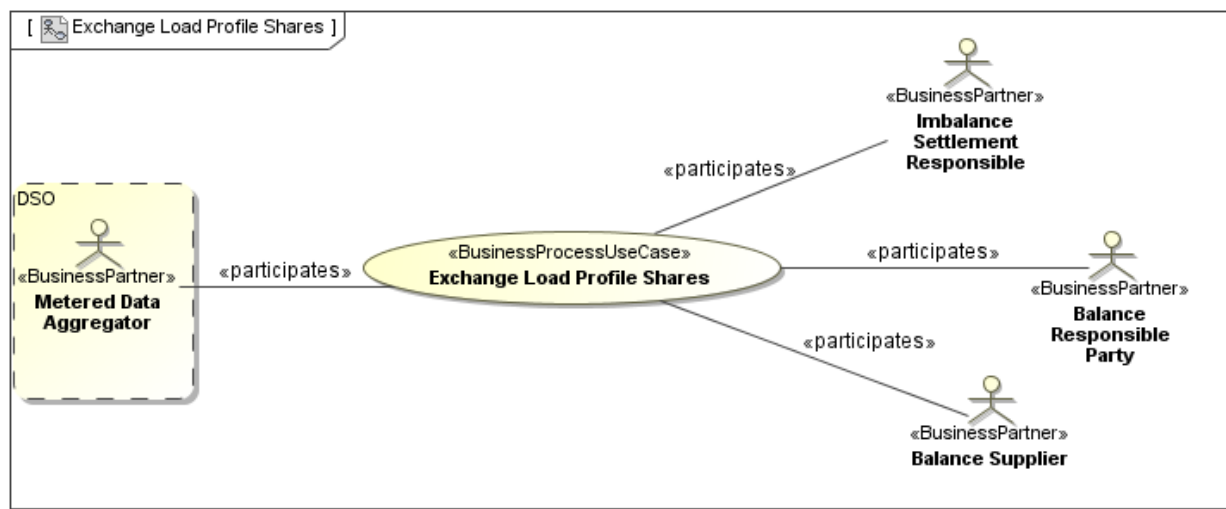 [ Exchange Load Profile Shares ]
«BusinessPartner»
Imbalance
Settlement
Responsible
«participates»
DSO
«BusinessPartner»
Metered Data
Aggregator
«participates»
«BusinessProcessUseCase»
Exchange Load Profile Shares
«participates»
«BusinessPartner»
Balance
Responsible
Party
«participates»
«BusinessPartner»
Balance Supplier